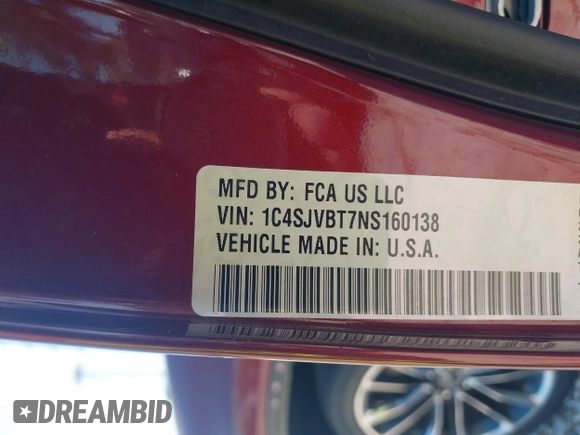 MFD BY: FCA US LLC
VIN: 1C4SJVBT7NS160138
VEHICLE MADE IN: U.S.A.
DREAMBID